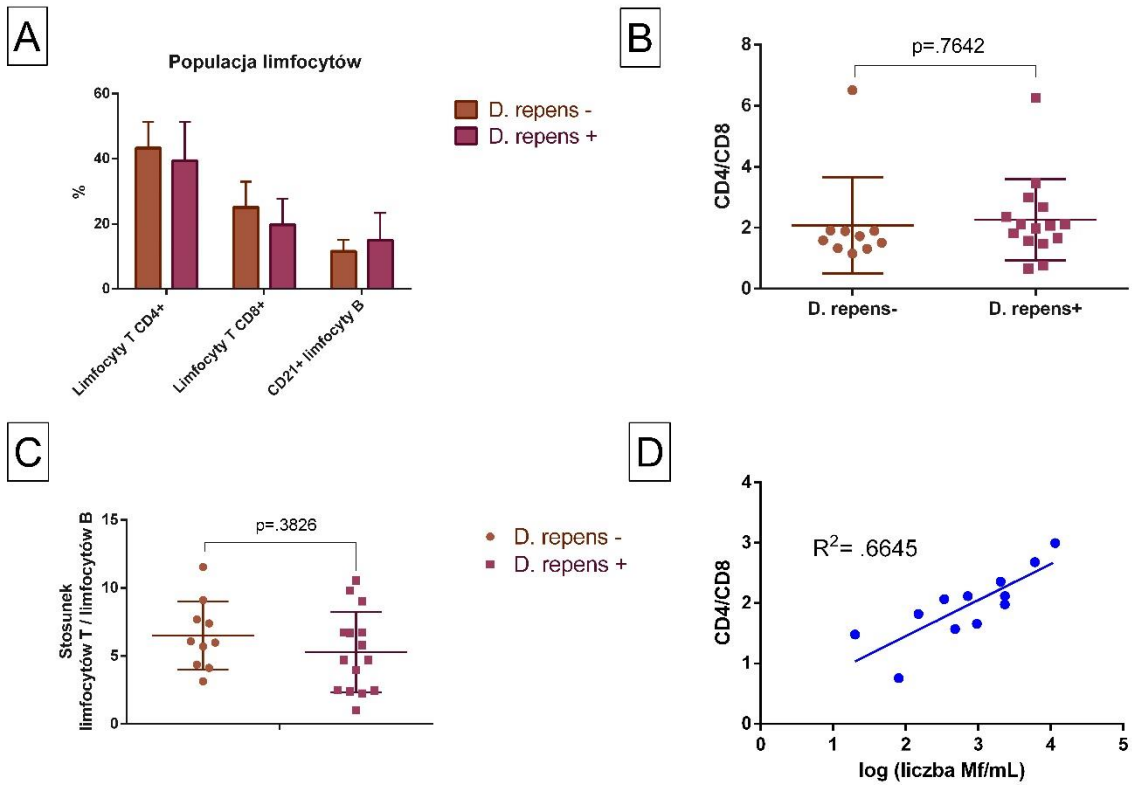 A
Populacja limfocytów
60
40
20
0
%
Limfocyty T CD4+
Limfocyty T CD8+
CD21+ limfocyty B
D. repens -
D. repens +
B
p=.7642
8
6
4
2
0
CD4/CD8
D. repens-
D. repens+
C
p=.3826
15
10
5
0
Stosunek
limfocytów T / limfocytów B
D. repens -
D. repens +
D
R²= .6645
4
3
2
1
0
CD4/CD8
0 1 2 3 4 5
log (liczba Mf/mL)